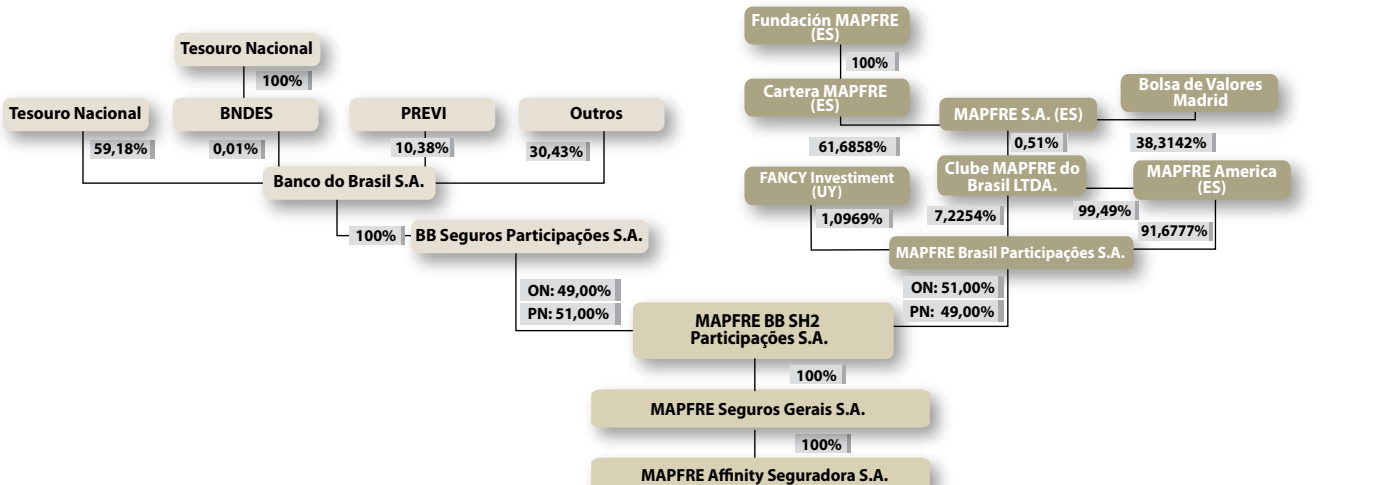 Tesouro Nacional
100%
Tesouro Nacional
BNDES
PREVI
Outros
59,18%
0,01%
10,38%
30,43%
Banco do Brasil S.A.
100%
BB Seguros Participações S.A.
ON: 49,00%
PN: 51,00%
Fundación MAPFRE
(ES)
100%
Cartera MAPFRE
(ES)
MAPFRE S.A. (ES)
Bolsa de Valores
Madrid
61,6858%
0,51%
38,3142%
FANCY Investiment
(UY)
Clube MAPFRE do
Brasil LTDA.
MAPFRE America
(ES)
1,0969%
7,2254%
99,49%
91,6777%
MAPFRE Brasil Participações S.A.
ON: 51,00%
PN: 49,00%
MAPFRE BB SH2
Participações S.A.
100%
MAPFRE Seguros Gerais S.A.
100%
MAPFRE Affinity Seguradora S.A.